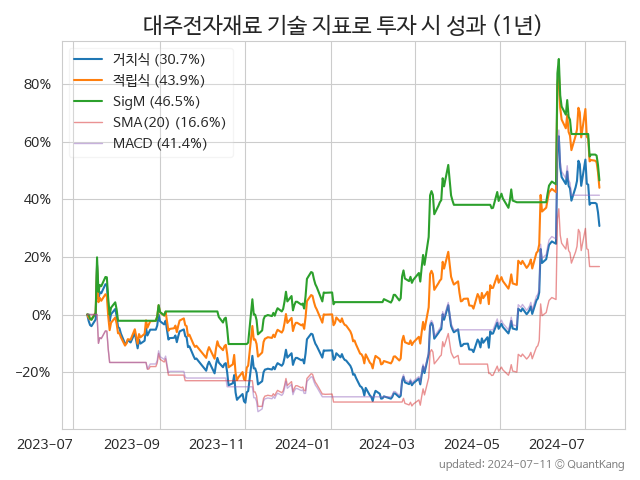 대주전자재료 기술 지표로 투자 시 성과 (1년)
거치식 (30.7%)
적립식 (43.9%)
SigM (46.5%)
SMA(20) (16.6%)
MACD (41.4%)
80%
60%
40%
20%
0%
−20%
2023-07 2023-09 2023-11 2024-01 2024-03 2024-05 2024-07
updated: 2024-07-11 © QuantKang